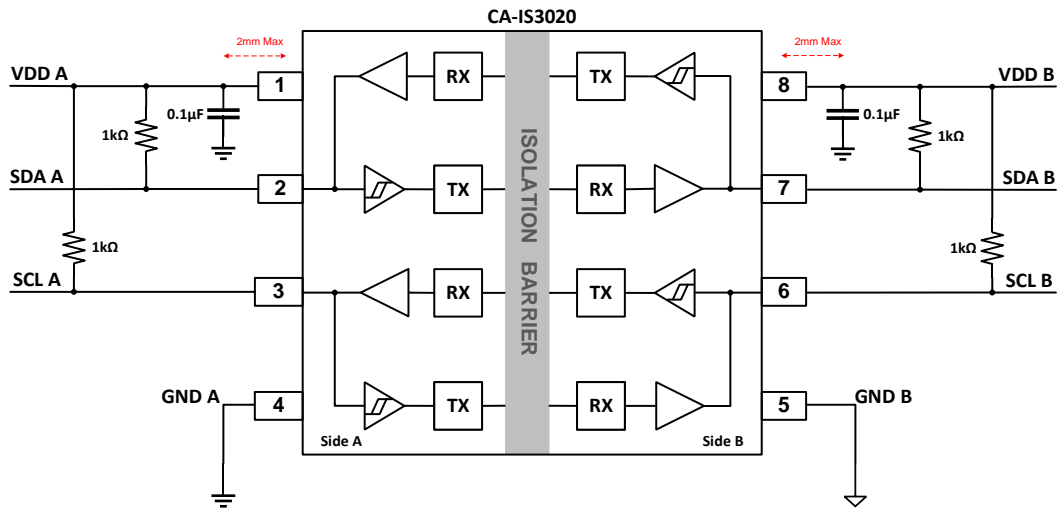 CA-IS3020
2mm Max
2mm Max
VDD A
1
RX
TX
8
VDD B
0.1µF
0.1µF
1kΩ
1kΩ
SDA A
2
TX
RX
7
SDA B
ISOLATION BARRIER
1kΩ
1kΩ
SCL A
3
RX
TX
6
SCL B
GND A
4
TX
RX
5
GND B
Side A
Side B